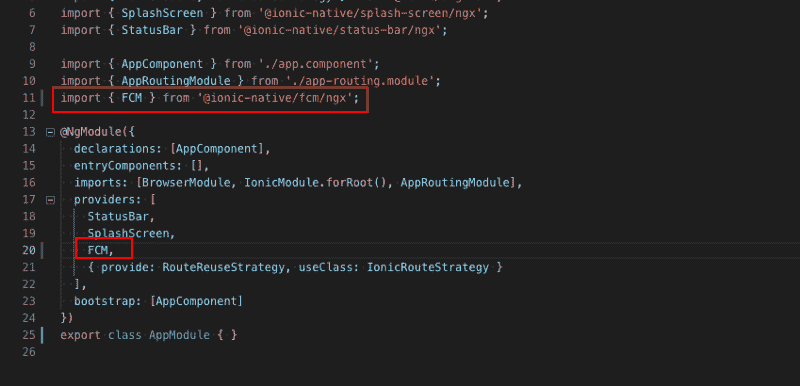 6 import { SplashScreen } from '@ionic-native/splash-screen/ngx';
7 import { StatusBar } from '@ionic-native/status-bar/ngx';
8
9 import { AppComponent } from './app.component';
10 import { AppRoutingModule } from './app-routing.module';
11 import { FCM } from '@ionic-native/fcm/ngx';
12
13 @NgModule({
14 declarations: [AppComponent],
15 entryComponents: [],
16 imports: [BrowserModule, IonicModule.forRoot(), AppRoutingModule],
17 providers: [
18 StatusBar,
19 SplashScreen,
20 FCM,
21 { provide: RouteReuseStrategy, useClass: IonicRouteStrategy }
22 ],
23 bootstrap: [AppComponent]
24 })
25 export class AppModule { }
26